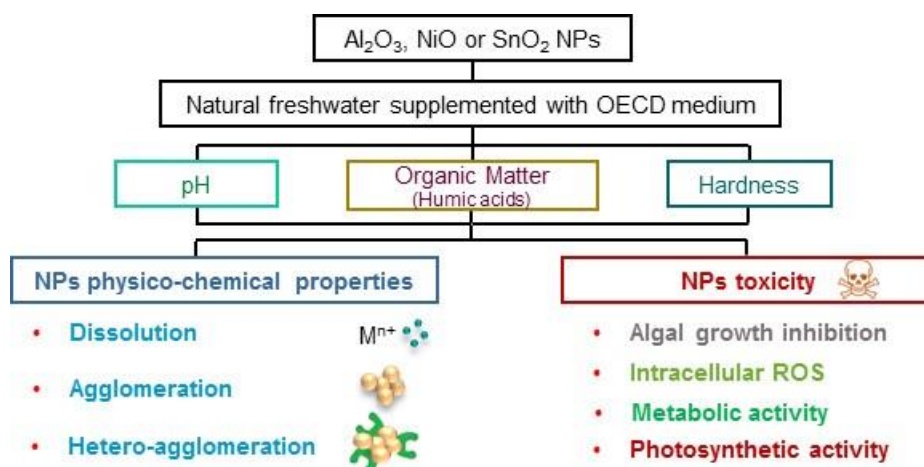 Al₂O₃, NiO or SnO₂ NPs
Natural freshwater supplemented with OECD medium
pH
Organic Matter
(Humic acids)
Hardness
NPs physico-chemical properties
• Dissolution
Mⁿ⁺
• Agglomeration
• Hetero-agglomeration
NPs toxicity
• Algal growth inhibition
• Intracellular ROS
• Metabolic activity
• Photosynthetic activity